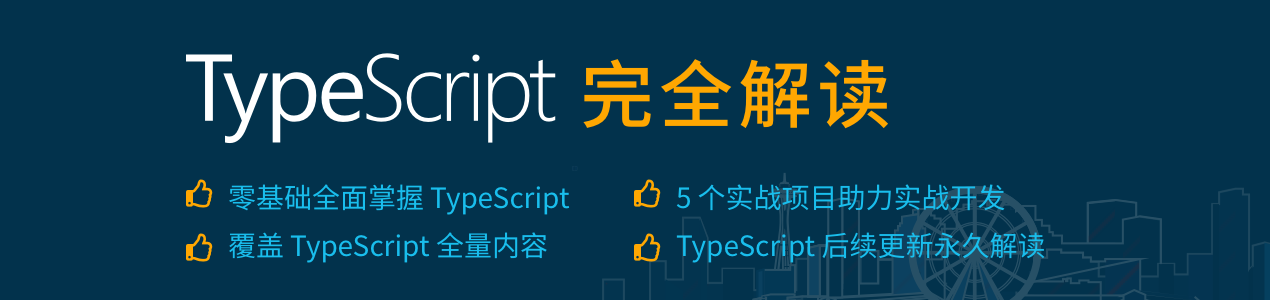 TypeScript 完全解读
零基础全面掌握 TypeScript
5 个实战项目助力实战开发
覆盖 TypeScript 全量内容
TypeScript 后续更新永久解读